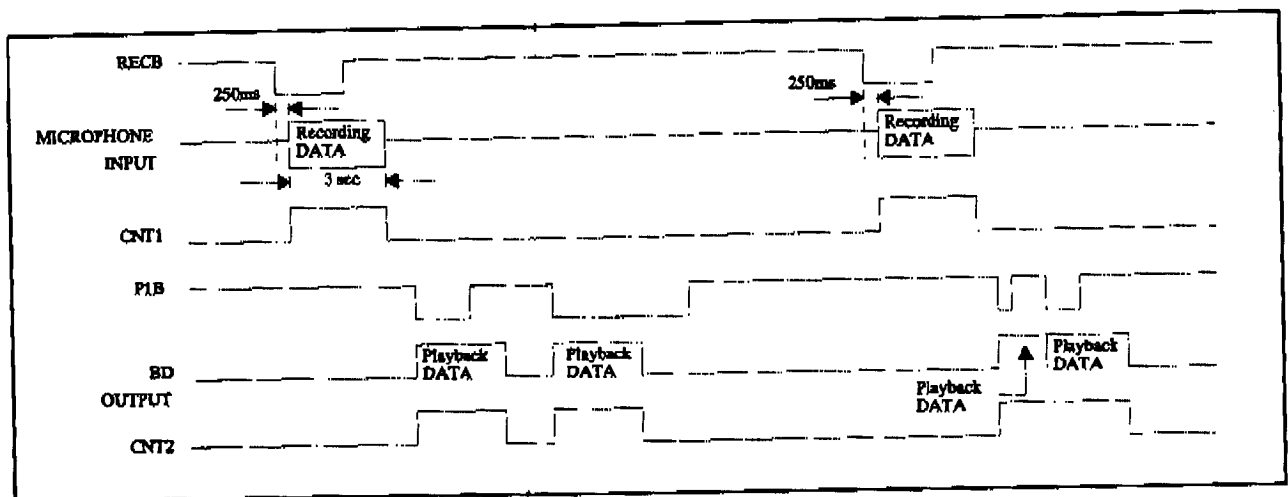 RECB
250ms
250ms
MICROPHONE
INPUT
Recording
DATA
Recording
DATA
3 sec
CNT1
P1B
Playback
DATA
Playback
DATA
Playback
DATA
BD
OUTPUT
Playback
DATA
CNT2